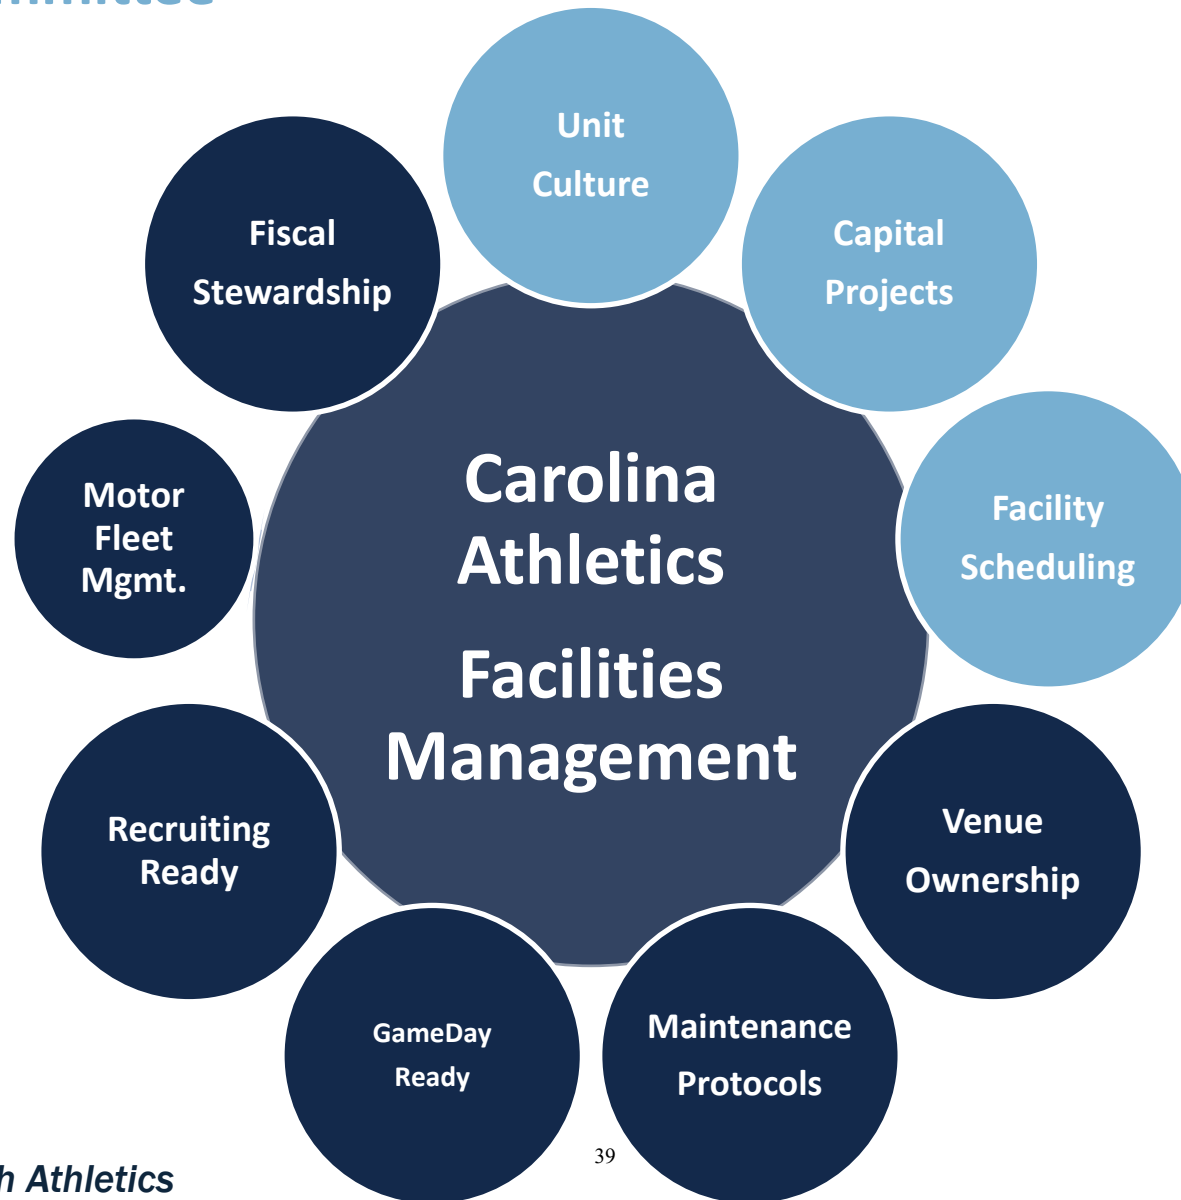 Unit
Culture
Capital
Projects
Facility
Scheduling
Venue
Ownership
Maintenance
Protocols
GameDay
Ready
Recruiting
Ready
Motor
Fleet
Mgmt.
Fiscal
Stewardship
Carolina
Athletics
Facilities
Management
39
Athletics